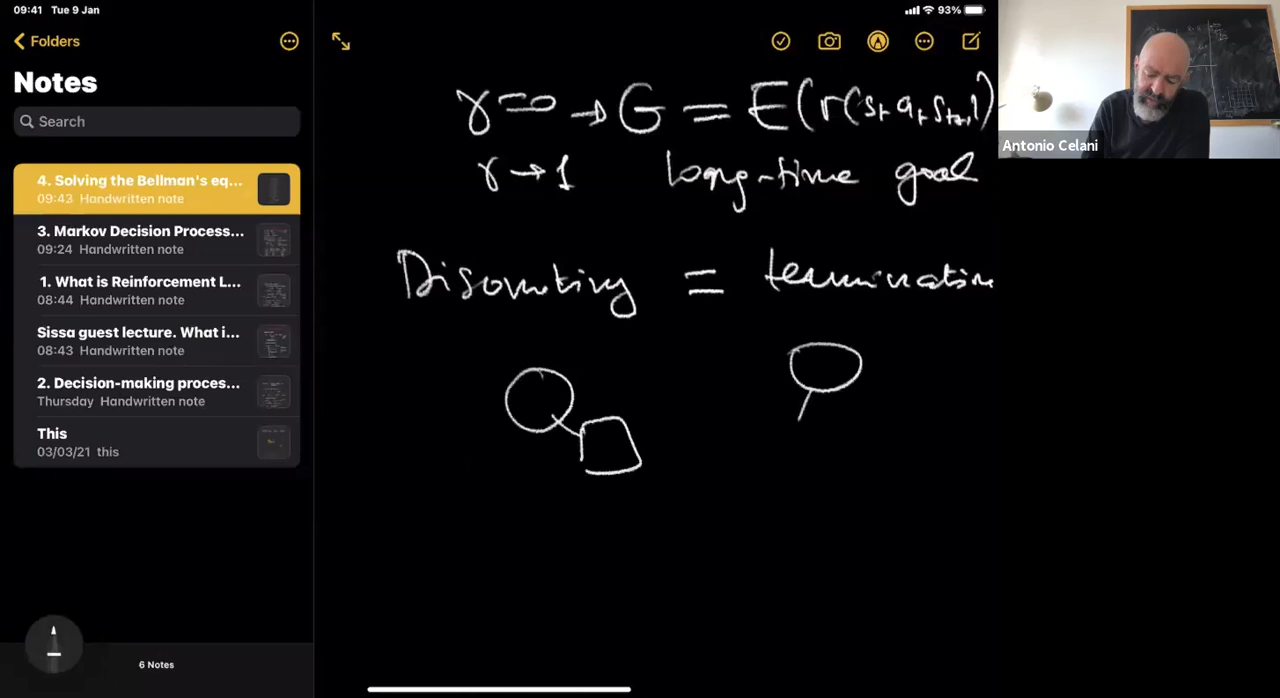 09:41 Tue 9 Jan
93%
Folders
Notes
Search
4. Solving the Bellman's eq...
09:43 Handwritten note
3. Markov Decision Process...
09:24 Handwritten note
1. What is Reinforcement L...
08:44 Handwritten note
Sissa guest lecture. What i...
08:43 Handwritten note
2. Decision-making proces...
Thursday Handwritten note
This
03/03/21 this
6 Notes
γ=0 → G = E(r(st at st+1)
γ → 1 long-time goal
Discounting = termination
Antonio Celani